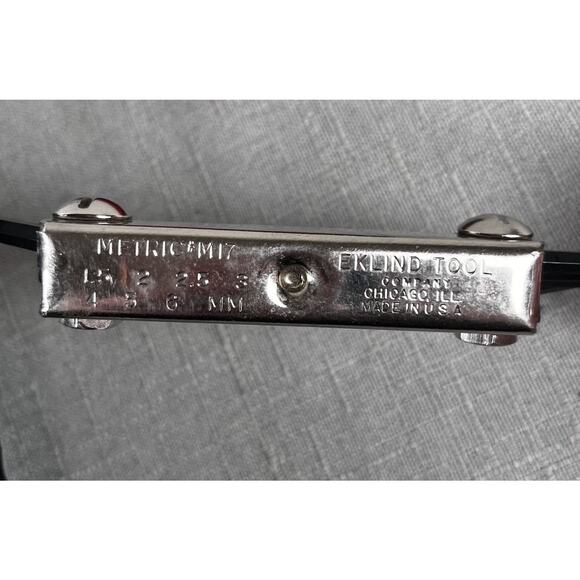 METRIC #M17
1.5 2 2.5 3
4 5 6 MM
EKLIND TOOL
COMPANY
CHICAGO, ILL.
MADE IN U S A